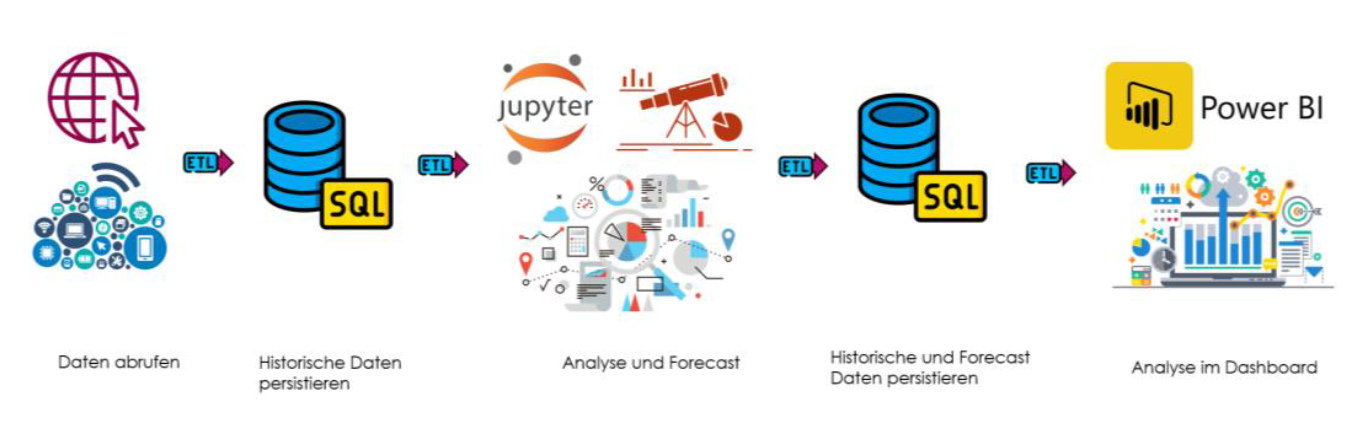 ETL
SQL
ETL
jupyter
ETL
SQL
ETL
Power BI
Daten abrufen
Historische Daten
persistieren
Analyse und Forecast
Historische und Forecast
Daten persistieren
Analyse im Dashboard